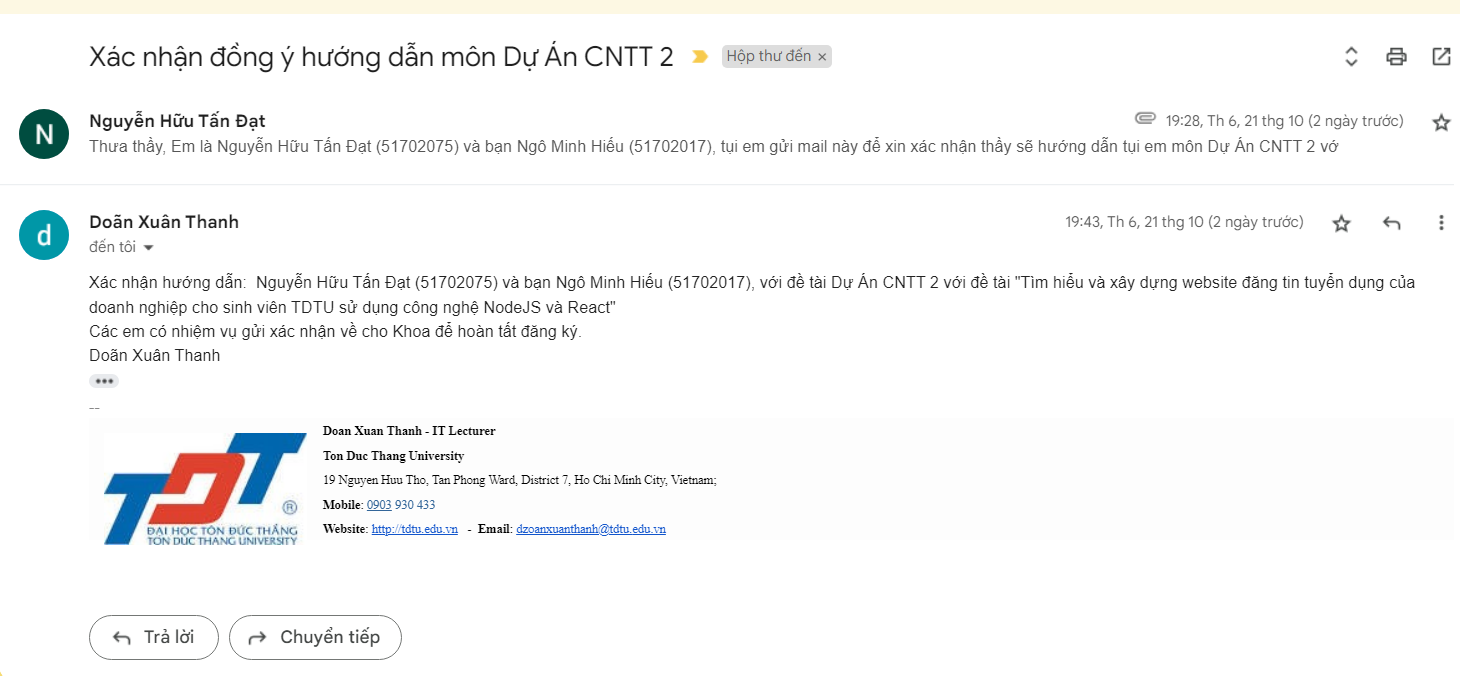 Xác nhận đồng ý hướng dẫn môn Dự Án CNTT 2 Hộp thư đến ×
N
Nguyễn Hữu Tấn Đạt 19:28, Th 6, 21 thg 10 (2 ngày trước)
Thưa thầy, Em là Nguyễn Hữu Tấn Đạt (51702075) và bạn Ngô Minh Hiếu (51702017), tụi em gửi mail này để xin xác nhận thầy sẽ hướng dẫn tụi em môn Dự Án CNTT 2 vớ
d
Doãn Xuân Thanh 19:43, Th 6, 21 thg 10 (2 ngày trước)
đến tôi
Xác nhận hướng dẫn: Nguyễn Hữu Tấn Đạt (51702075) và bạn Ngô Minh Hiếu (51702017), với đề tài Dự Án CNTT 2 với đề tài "Tìm hiểu và xây dựng website đăng tin tuyển dụng của
doanh nghiệp cho sinh viên TDTU sử dụng công nghệ NodeJS và React"
Các em có nhiệm vụ gửi xác nhận về cho Khoa để hoàn tất đăng ký.
Doãn Xuân Thanh
--
Doan Xuan Thanh - IT Lecturer
Ton Duc Thang University
19 Nguyen Huu Tho, Tan Phong Ward, District 7, Ho Chi Minh City, Vietnam;
Mobile: 0903 930 433
Website: http://tdtu.edu.vn - Email: dzoanxuanthanh@tdtu.edu.vn
TDT ®
ĐẠI HỌC TÔN ĐỨC THẮNG
TON DUC THANG UNIVERSITY
Trả lời Chuyển tiếp